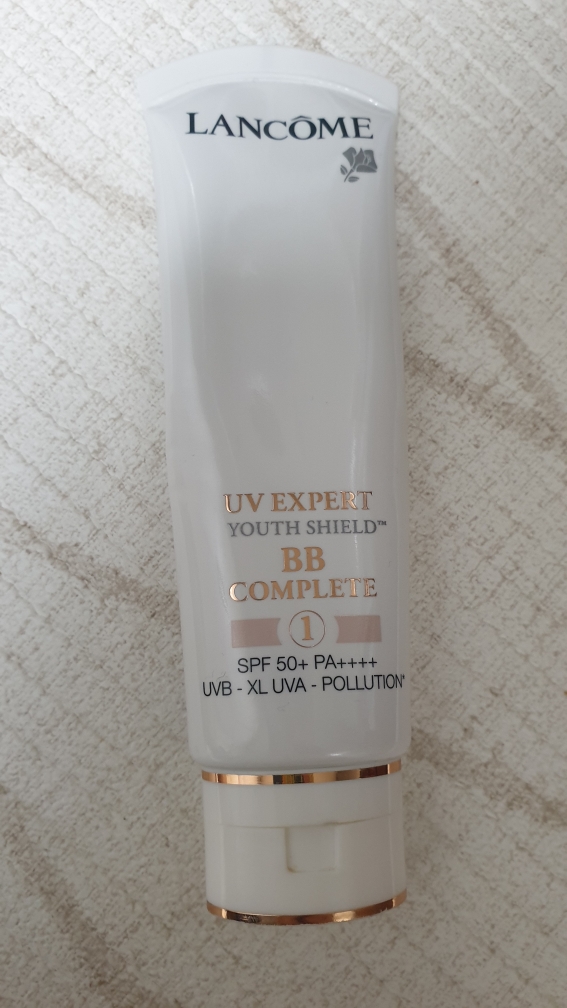 LANCÔME
UV EXPERT
YOUTH SHIELD™
BB
COMPLETE
1
SPF 50+ PA++++
UVB - XL UVA - POLLUTION*